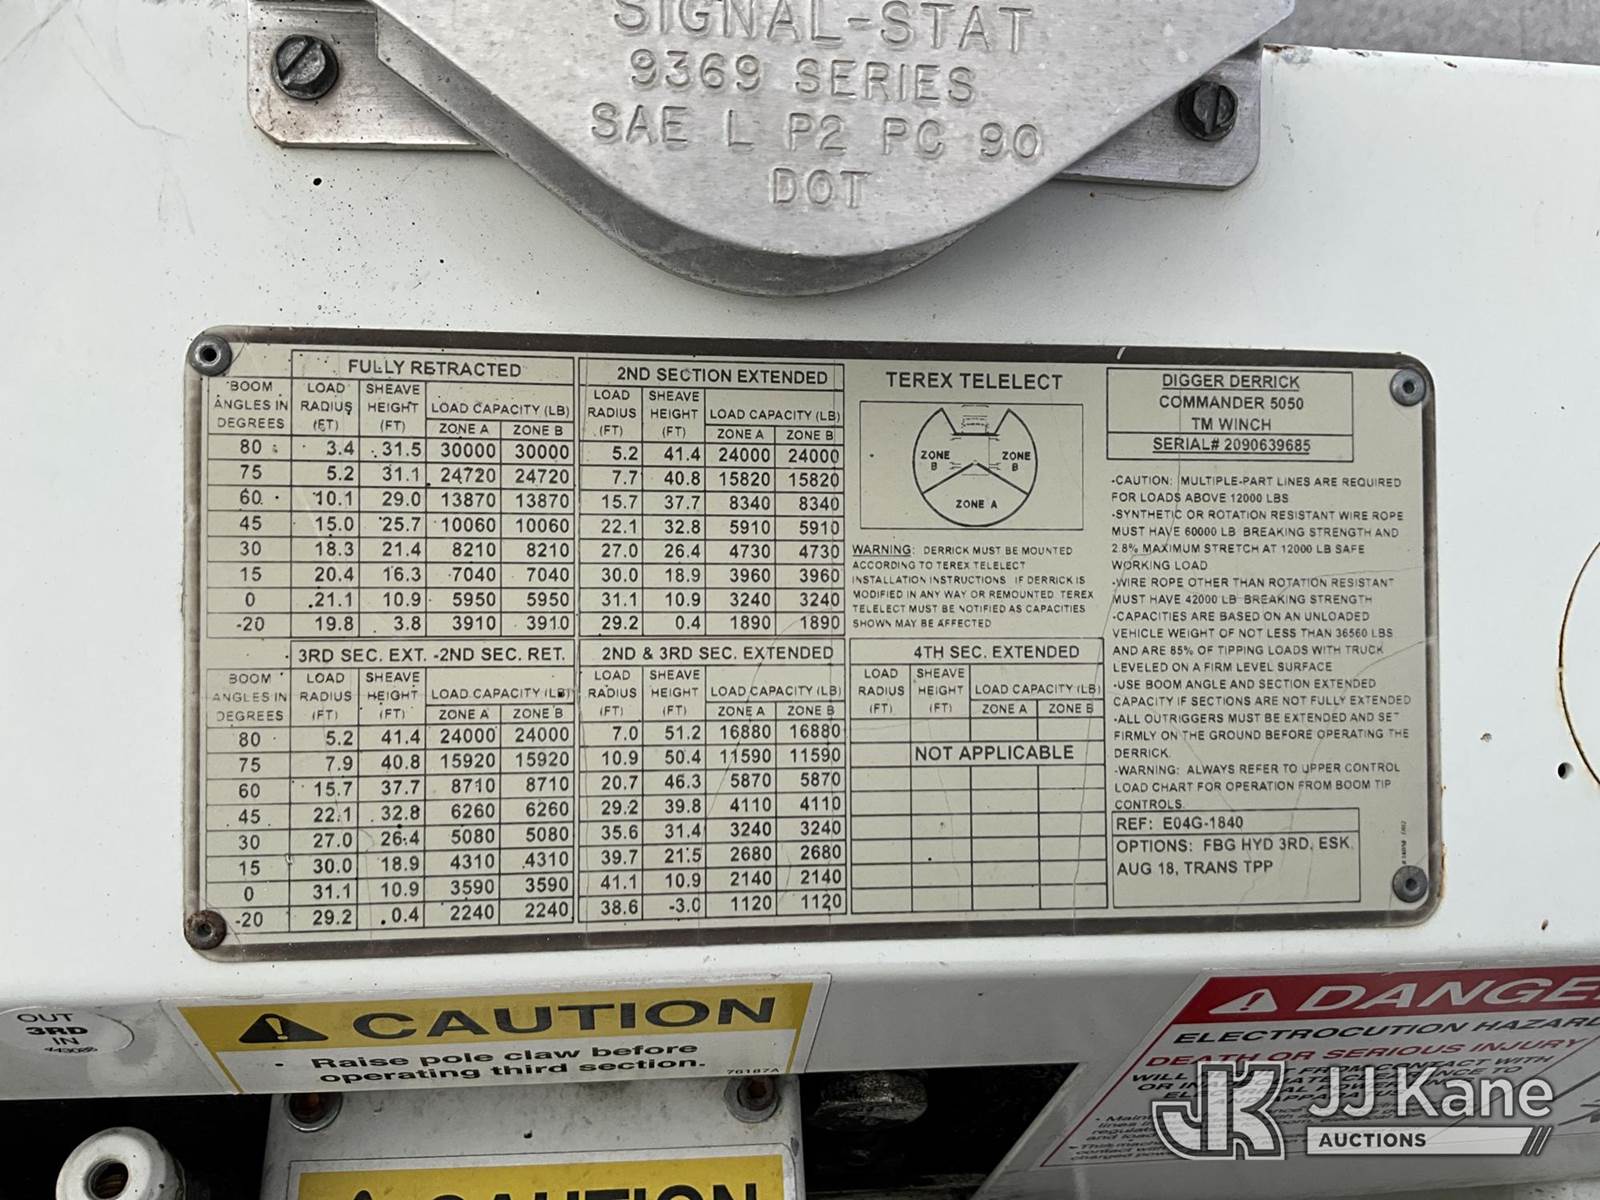 SIGNAL-STAT
9369 SERIES
SAE L P2 PC 90
DOT
FULLY RETRACTED
BOOM ANGLES IN DEGREES | LOAD RADIUS (FT) | SHEAVE HEIGHT (FT) | LOAD CAPACITY (LB)
ZONE A | ZONE B
80 | 3.4 | 31.5 | 30000 | 30000
75 | 5.2 | 31.1 | 24720 | 24720
60 | 10.1 | 29.0 | 13870 | 13870
45 | 15.0 | 25.7 | 10060 | 10060
30 | 18.3 | 21.4 | 8210 | 8210
15 | 20.4 | 16.3 | 7040 | 7040
0 | 21.1 | 10.9 | 5950 | 5950
-20 | 19.8 | 3.8 | 3910 | 3910
2ND SECTION EXTENDED
LOAD RADIUS (FT) | SHEAVE HEIGHT (FT) | LOAD CAPACITY (LB)
ZONE A | ZONE B
5.2 | 41.4 | 24000 | 24000
7.7 | 40.8 | 15820 | 15820
15.7 | 37.7 | 8340 | 8340
22.1 | 32.8 | 5910 | 5910
27.0 | 26.4 | 4730 | 4730
30.0 | 18.9 | 3960 | 3960
31.1 | 10.9 | 3240 | 3240
29.2 | 0.4 | 1890 | 1890
3RD SEC. EXT. -2ND SEC. RET.
BOOM ANGLES IN DEGREES | LOAD RADIUS (FT) | SHEAVE HEIGHT (FT) | LOAD CAPACITY (LB)
ZONE A | ZONE B
80 | 5.2 | 41.4 | 24000 | 24000
75 | 7.9 | 40.8 | 15920 | 15920
60 | 15.7 | 37.7 | 8710 | 8710
45 | 22.1 | 32.8 | 6260 | 6260
30 | 27.0 | 26.4 | 5080 | 5080
15 | 30.0 | 18.9 | 4310 | 4310
0 | 31.1 | 10.9 | 3590 | 3590
-20 | 29.2 | 0.4 | 2240 | 2240
2ND & 3RD SEC. EXTENDED
LOAD RADIUS (FT) | SHEAVE HEIGHT (FT) | LOAD CAPACITY (LB)
ZONE A | ZONE B
7.0 | 51.2 | 16880 | 16880
10.9 | 50.4 | 11590 | 11590
20.7 | 46.3 | 5870 | 5870
29.2 | 39.8 | 4110 | 4110
35.6 | 31.4 | 3240 | 3240
39.7 | 21.5 | 2680 | 2680
41.1 | 10.9 | 2140 | 2140
38.6 | -3.0 | 1120 | 1120
TEREX TELELECT
ZONE B
ZONE B
ZONE A
WARNING: DERRICK MUST BE MOUNTED
ACCORDING TO TEREX TELELECT
INSTALLATION INSTRUCTIONS IF DERRICK IS
MODIFIED IN ANY WAY OR REMOUNTED TEREX
TELELECT MUST BE NOTIFIED AS CAPACITIES
SHOWN MAY BE AFFECTED
4TH SEC. EXTENDED
LOAD RADIUS (FT) | SHEAVE HEIGHT (FT) | LOAD CAPACITY (LB)
ZONE A | ZONE B
NOT APPLICABLE
DIGGER DERRICK
COMMANDER 5050
TM WINCH
SERIAL# 2090639685
-CAUTION: MULTIPLE-PART LINES ARE REQUIRED
FOR LOADS ABOVE 12000 LBS
-SYNTHETIC OR ROTATION RESISTANT WIRE ROPE
MUST HAVE 60000 LB BREAKING STRENGTH AND
2.8% MAXIMUM STRETCH AT 12000 LB SAFE
WORKING LOAD
-WIRE ROPE OTHER THAN ROTATION RESISTANT
MUST HAVE 42000 LB BREAKING STRENGTH
-CAPACITIES ARE BASED ON AN UNLOADED
VEHICLE WEIGHT OF NOT LESS THAN 36560 LBS
AND ARE 85% OF TIPPING LOADS WITH TRUCK
LEVELED ON A FIRM LEVEL SURFACE
-USE BOOM ANGLE AND SECTION EXTENDED
CAPACITY IF SECTIONS ARE NOT FULLY EXTENDED
-ALL OUTRIGGERS MUST BE EXTENDED AND SET
FIRMLY ON THE GROUND BEFORE OPERATING THE
DERRICK.
-WARNING: ALWAYS REFER TO UPPER CONTROL
LOAD CHART FOR OPERATION FROM BOOM TIP
CONTROLS.
REF: E04G-1840
OPTIONS: FBG HYD 3RD, ESK
AUG 18, TRANS TPP
OUT
3RD
IN
CAUTION
· Raise pole claw before
operating third section.
76187A
CAUTION
DANGE
ELECTROCUTION HAZARD
DEATH OR SERIOUS INJURY
JK JJ Kane
AUCTIONS